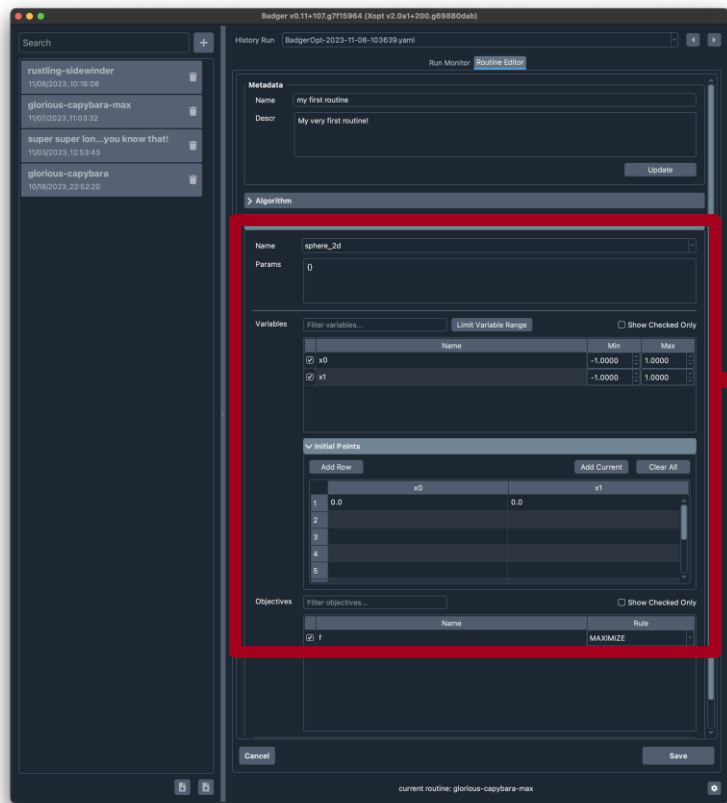 Badger v0.11+107.g7f15964 (Xopt v2.0a1+200.g69880dab)
Search
+
rustling-sidewinder
11/08/2023,10:18:08
glorious-capybara-max
11/07/2023,11:03:32
super super lon...you know that!
11/03/2023,12:53:43
glorious-capybara
10/18/2023,22:52:20
History Run BadgerOpt-2023-11-08-103639.yaml
Run Monitor Routine Editor
Metadata
Name my first routine
Descr My very first routine!
Update
Algorithm
Name sphere_2d
Params {}
Variables Filter variables... Limit Variable Range Show Checked Only
Name Min Max
x0 -1.0000 1.0000
x1 -1.0000 1.0000
Initial Points
Add Row Add Current Clear All
x0 x1
1 0.0 0.0
2
3
4
5
Objectives Filter objectives... Show Checked Only
Name Rule
f MAXIMIZE
Cancel Save
current routine: glorious-capybara-max